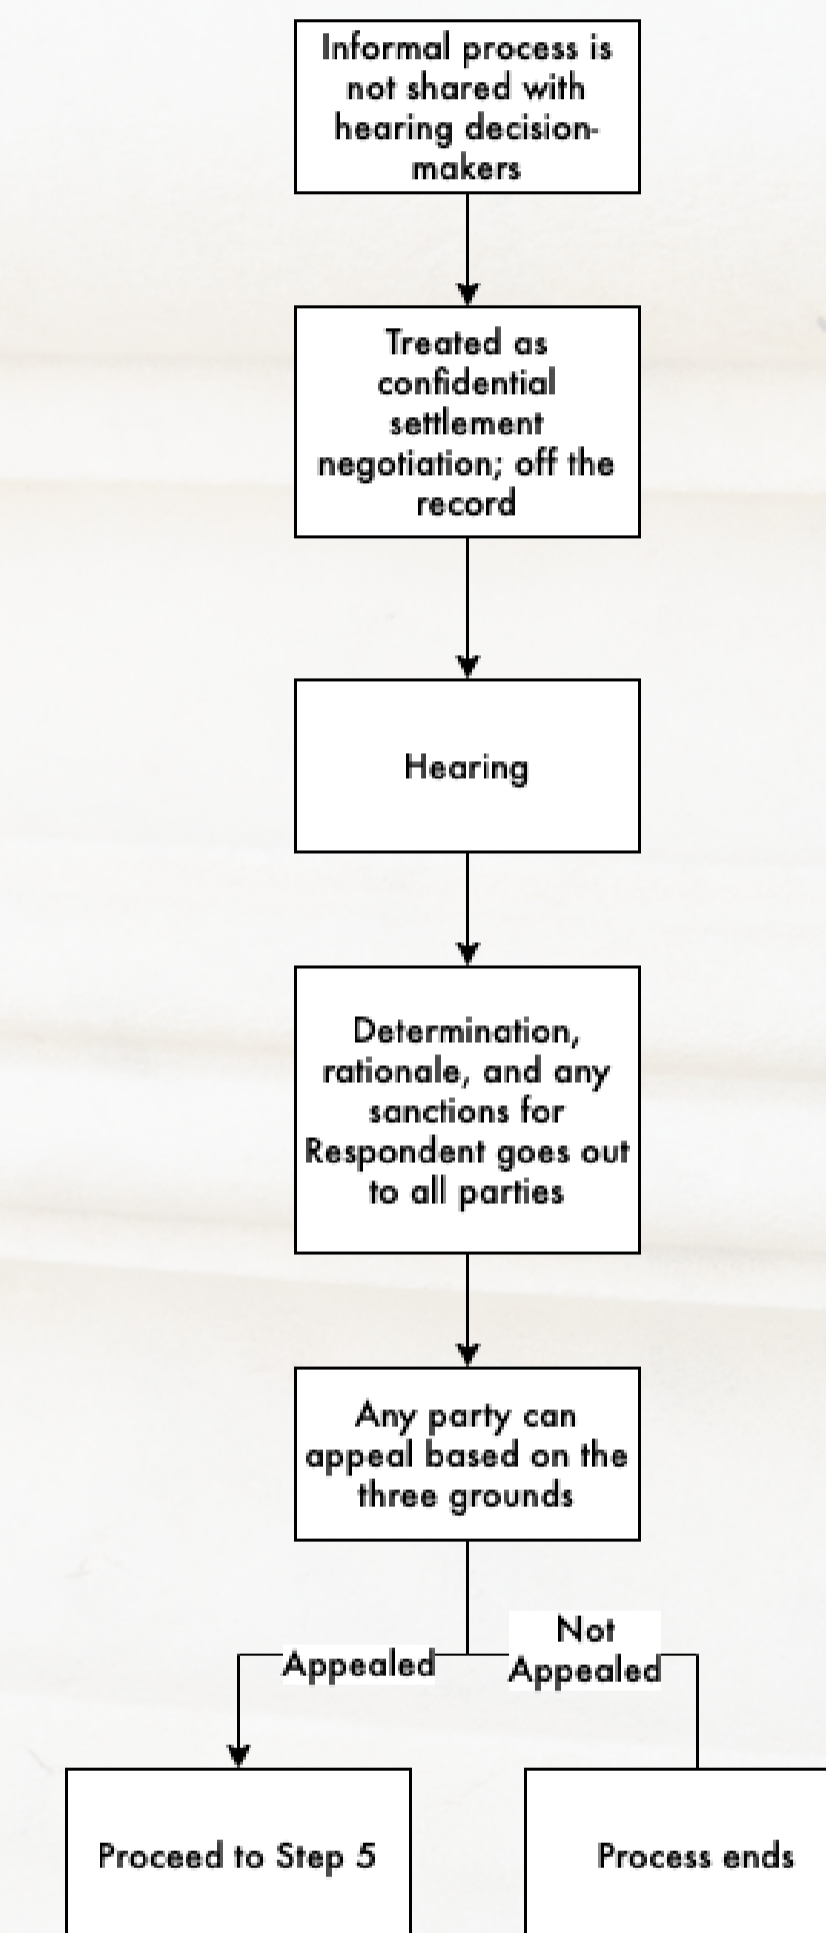 Informal process is
not shared with
hearing decision-
makers
Treated as
confidential
settlement
negotiation; off the
record
Hearing
Determination,
rationale, and any
sanctions for
Respondent goes out
to all parties
Any party can
appeal based on the
three grounds
Appealed
Not
Appealed
Proceed to Step 5
Process ends